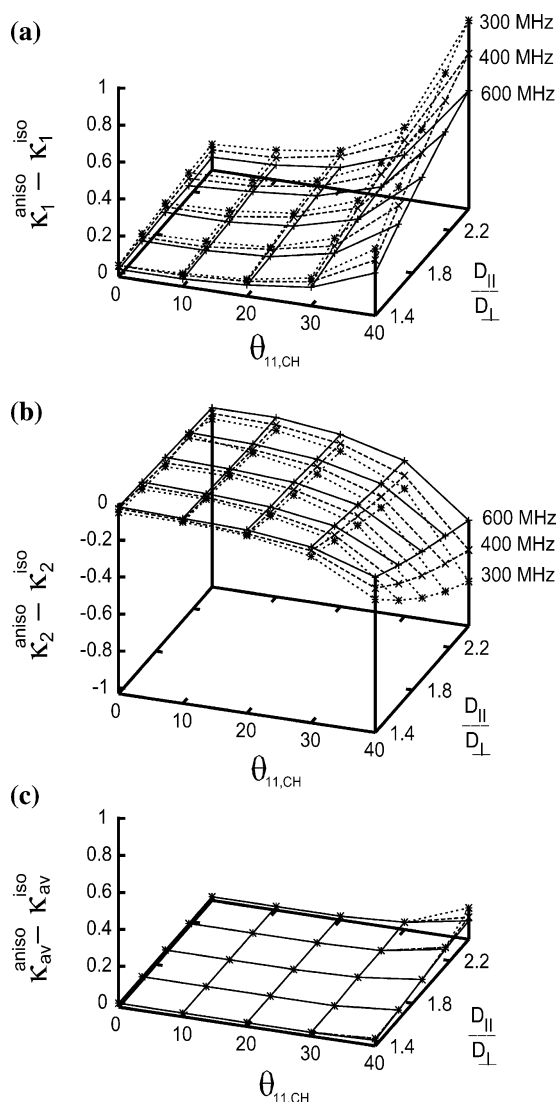 (a)
300 MHz
400 MHz
600 MHz
1
0.8
0.6
0.4
0.2
0
κ₁ᵃⁿⁱˢᵒ – κ₁ⁱˢᵒ
0
10
20
30
40
θ₁₁,CH
1.4
1.8
2.2
D||
D⊥
(b)
0
-0.2
-0.4
-0.6
-0.8
-1
κ₂ᵃⁿⁱˢᵒ – κ₂ⁱˢᵒ
600 MHz
400 MHz
300 MHz
0
10
20
30
40
θ₁₁,CH
1.4
1.8
2.2
D||
D⊥
(c)
1
0.8
0.6
0.4
0.2
0
κavᵃⁿⁱˢᵒ – κavⁱˢᵒ
0
10
20
30
40
θ₁₁,CH
1.4
1.8
2.2
D||
D⊥